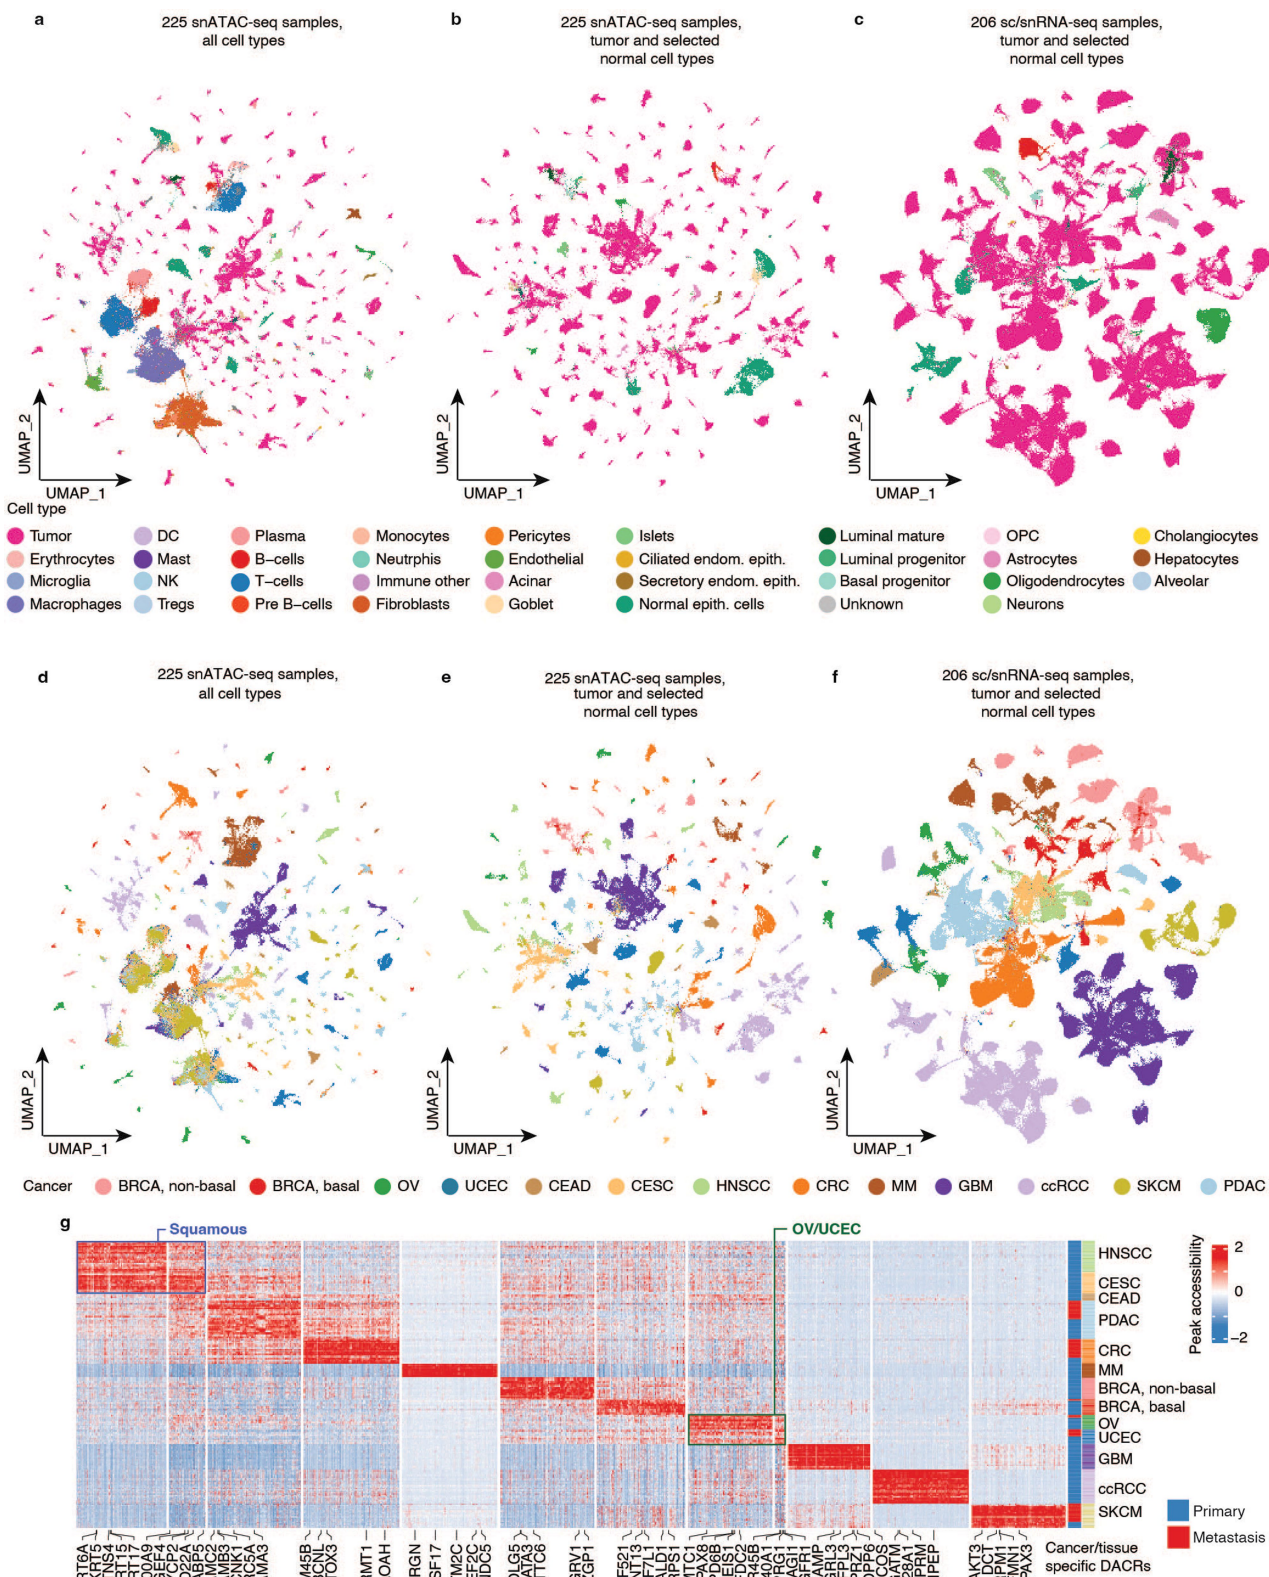 a
225 snATAC-seq samples,
all cell types
b
225 snATAC-seq samples,
tumor and selected
normal cell types
c
206 sc/snRNA-seq samples,
tumor and selected
normal cell types
UMAP_2
UMAP_1
UMAP_2
UMAP_1
UMAP_2
UMAP_1
Cell type
Tumor
DC
Plasma
Monocytes
Pericytes
Islets
Luminal mature
OPC
Cholangiocytes
Erythrocytes
Mast
B−cells
Neutrphis
Endothelial
Ciliated endom. epith.
Luminal progenitor
Astrocytes
Hepatocytes
Microglia
NK
T−cells
Immune other
Acinar
Secretory endom. epith.
Basal progenitor
Oligodendrocytes
Alveolar
Macrophages
Tregs
Pre B−cells
Fibroblasts
Goblet
Normal epith. cells
Unknown
Neurons
d
225 snATAC-seq samples,
all cell types
e
225 snATAC-seq samples,
tumor and selected
normal cell types
f
206 sc/snRNA-seq samples,
tumor and selected
normal cell types
UMAP_2
UMAP_1
UMAP_2
UMAP_1
UMAP_2
UMAP_1
Cancer
BRCA, non-basal
BRCA, basal
OV
UCEC
CEAD
CESC
HNSCC
CRC
MM
GBM
ccRCC
SKCM
PDAC
g
Squamous
OV/UCEC
HNSCC
CESC
CEAD
PDAC
CRC
MM
BRCA, non-basal
BRCA, basal
OV
UCEC
GBM
ccRCC
SKCM
Peak accessibility
2
0
−2
Primary
Metastasis
Cancer/tissue
specific DACRs